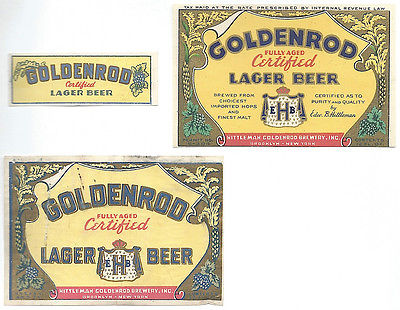 GOLDENROD
Certified
LAGER BEER
TAX PAID AT THE RATE PRESCRIBED BY INTERNAL REVENUE LAW
GOLDENROD
FULLY AGED
Certified
LAGER BEER
BREWED FROM
CHOICEST
IMPORTED HOPS
AND
FINEST MALT
E H B
CERTIFIED AS TO
PURITY AND QUALITY
by
Edw. B. Hittleman
HITTLEMAN GOLDENROD BREWERY, INC.
BROOKLYN - NEW YORK
GOLDENROD
FULLY AGED
Certified
LAGER BEER
E H B
HITTLEMAN GOLDENROD BREWERY, INC.
BROOKLYN - NEW YORK